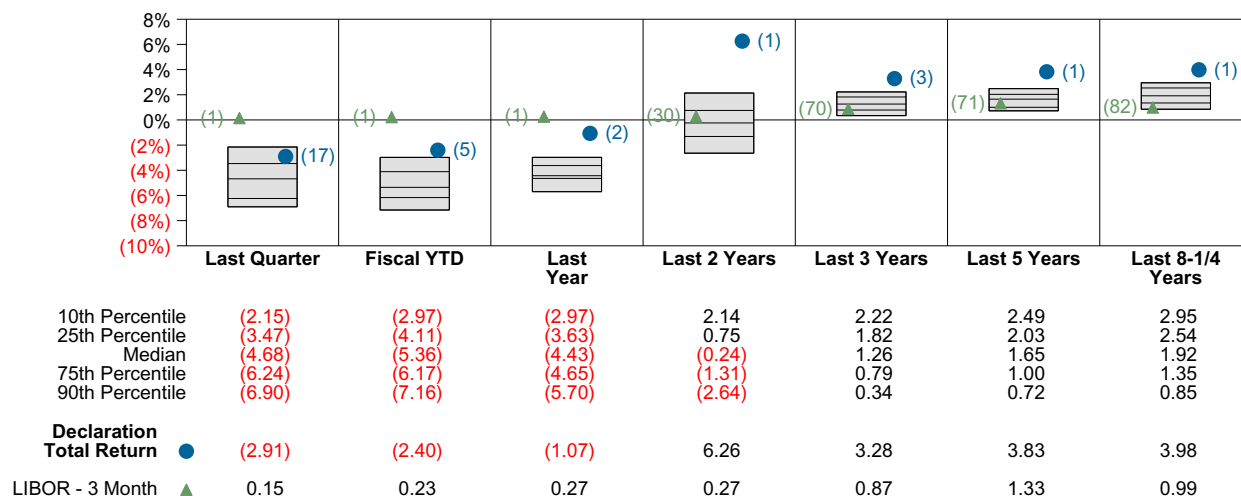 8%
6%
4%
2%
0%
(2%)
(4%)
(6%)
(8%)
(10%)
(1) (17)
(1) (5)
(1) (2)
(30) (1)
(70) (3)
(71) (1)
(82) (1)
Last Quarter Fiscal YTD Last Year Last 2 Years Last 3 Years Last 5 Years Last 8-1/4 Years
10th Percentile (2.15) (2.97) (2.97) 2.14 2.22 2.49 2.95
25th Percentile (3.47) (4.11) (3.63) 0.75 1.82 2.03 2.54
Median (4.68) (5.36) (4.43) (0.24) 1.26 1.65 1.92
75th Percentile (6.24) (6.17) (4.65) (1.31) 0.79 1.00 1.35
90th Percentile (6.90) (7.16) (5.70) (2.64) 0.34 0.72 0.85
Declaration
Total Return (2.91) (2.40) (1.07) 6.26 3.28 3.83 3.98
LIBOR - 3 Month 0.15 0.23 0.27 0.27 0.87 1.33 0.99